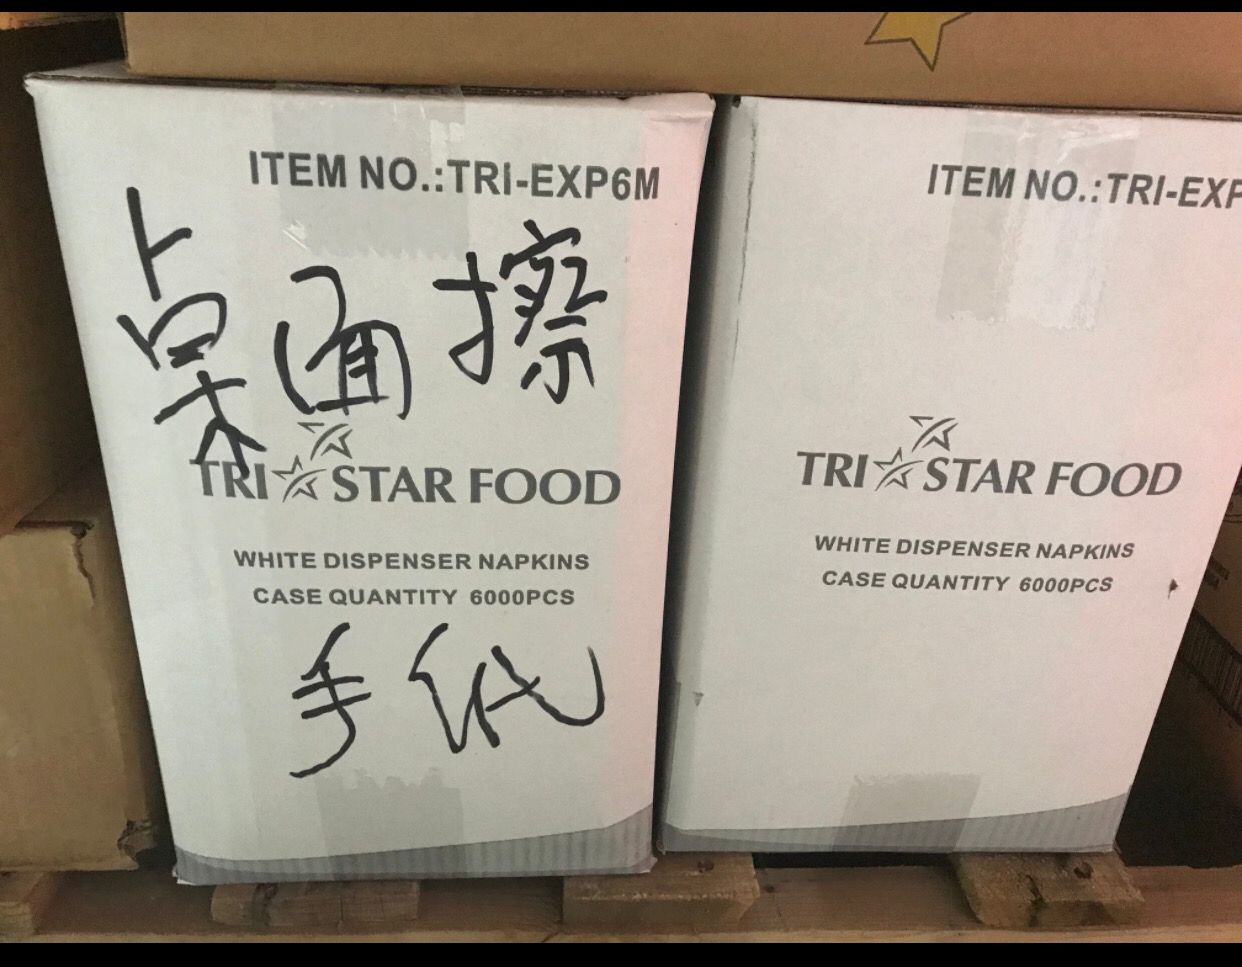 ITEM NO.:TRI-EXP6M
桌面擦
TRI STAR FOOD
WHITE DISPENSER NAPKINS
CASE QUANTITY 6000PCS
手纸
ITEM NO.:TRI-EXP
TRI STAR FOOD
WHITE DISPENSER NAPKINS
CASE QUANTITY 6000PCS